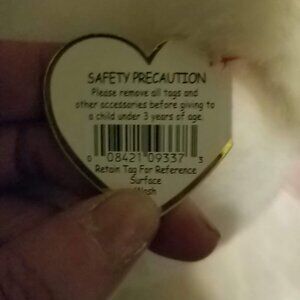 SAFETY PRECAUTION
Please remove all tags and
other accessories before giving to
a child under 3 years of age.
0 08421 09337 3
Retain Tag For Reference
Surface
Wash